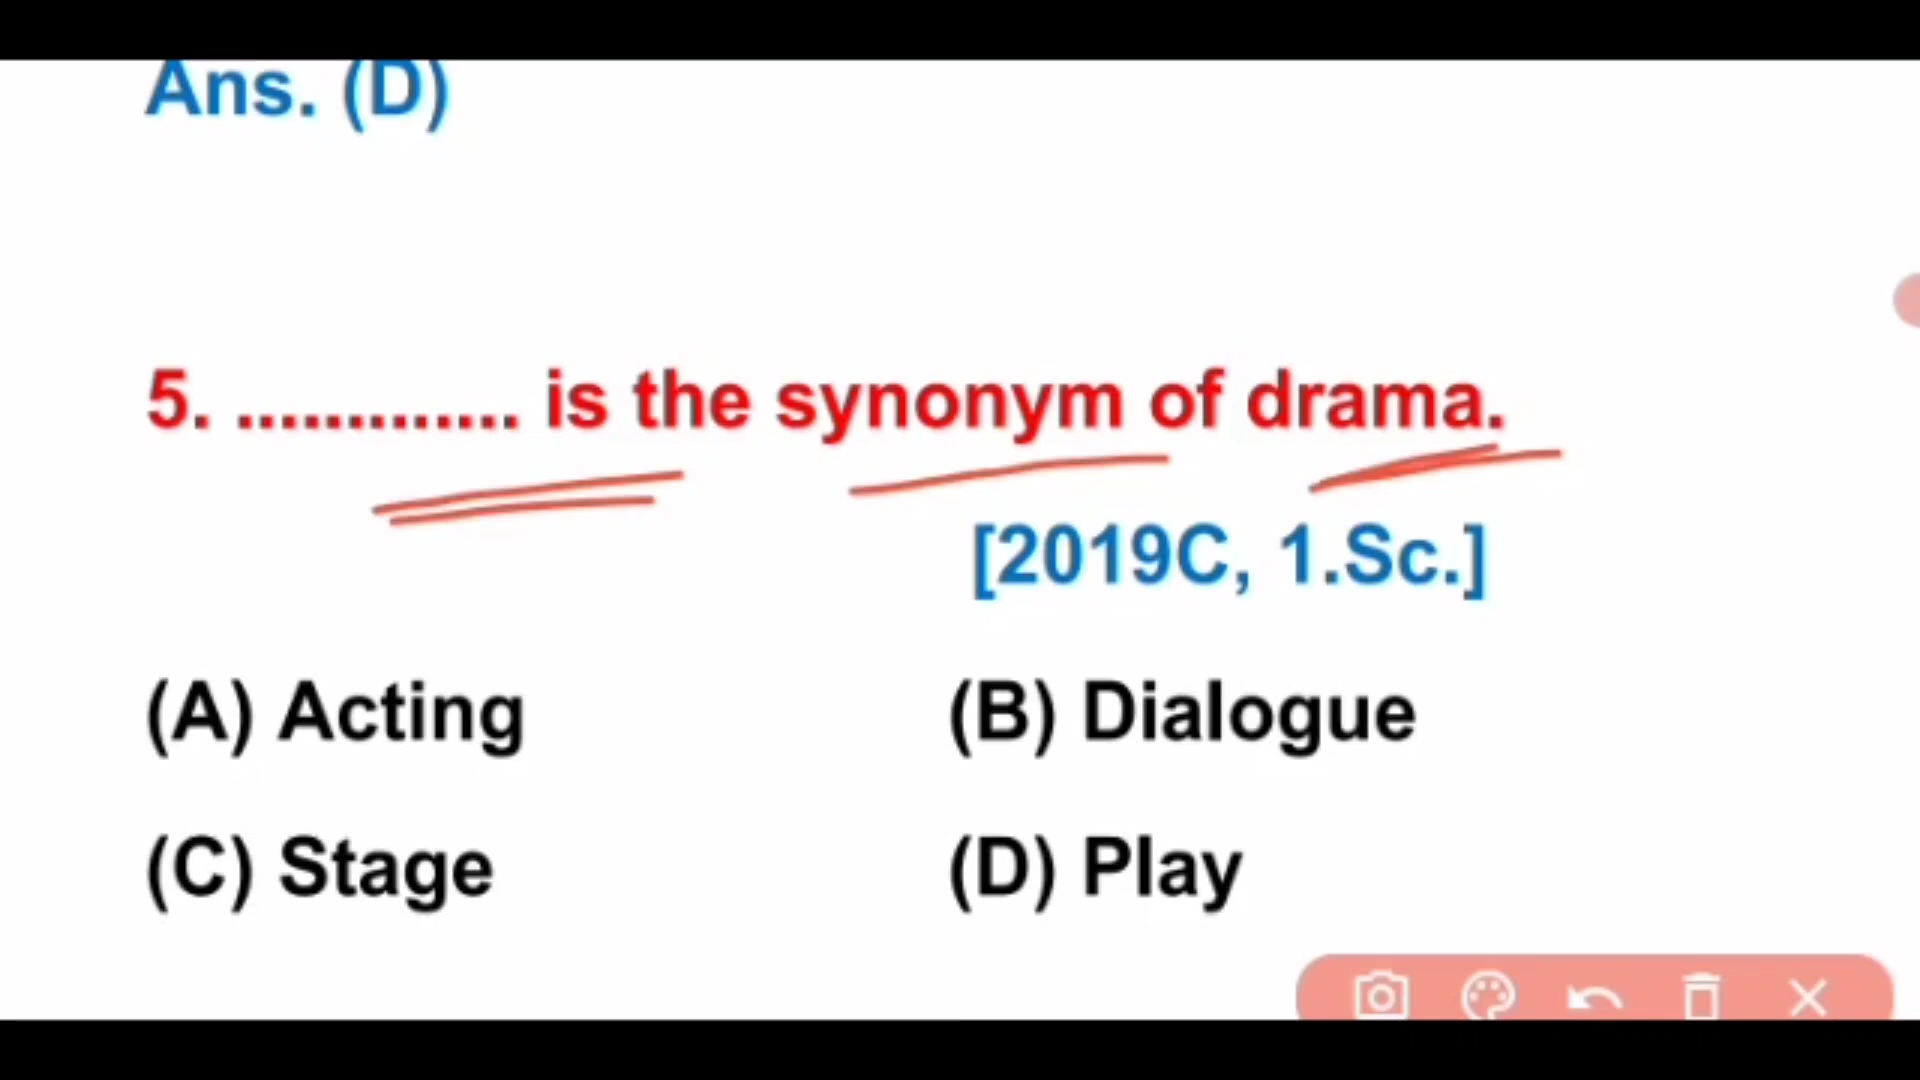 Ans. (D)
5. ............. is the synonym of drama.
[2019C, 1.Sc.]
(A) Acting (B) Dialogue
(C) Stage (D) Play